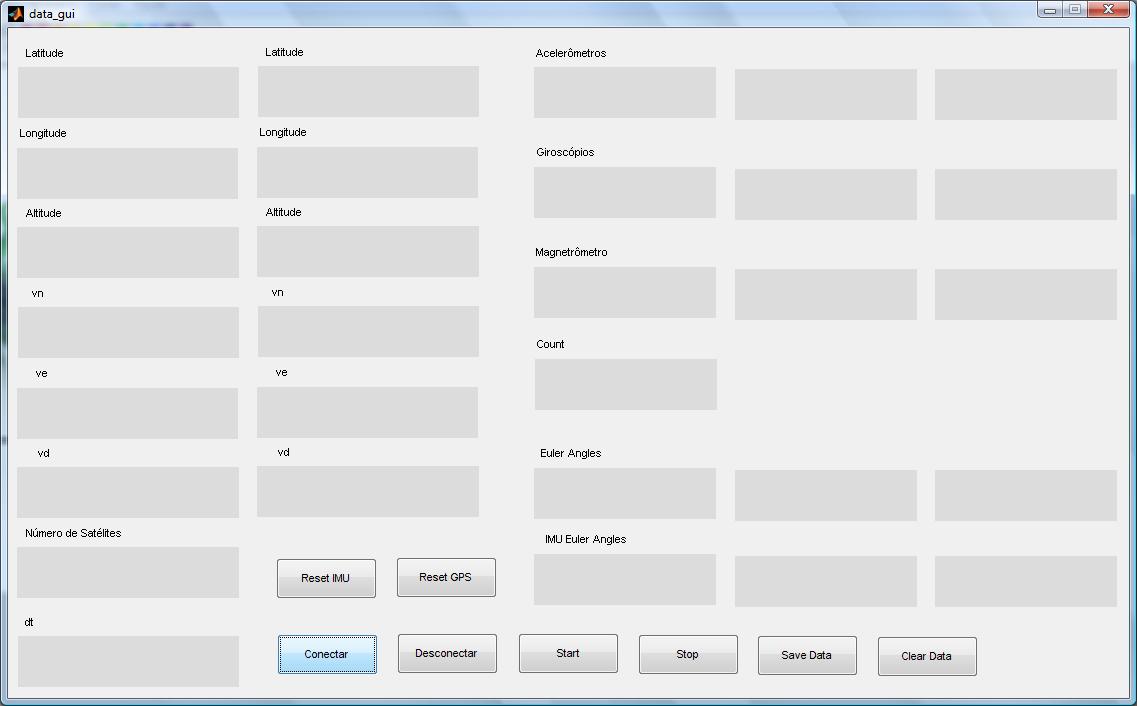 data_gui
Latitude
Latitude
Acelerômetros
Longitude
Longitude
Giroscópios
Altitude
Altitude
Magnetrômetro
vn
vn
Count
ve
ve
vd
vd
Euler Angles
Número de Satélites
IMU Euler Angles
Reset IMU
Reset GPS
dt
Conectar
Desconectar
Start
Stop
Save Data
Clear Data